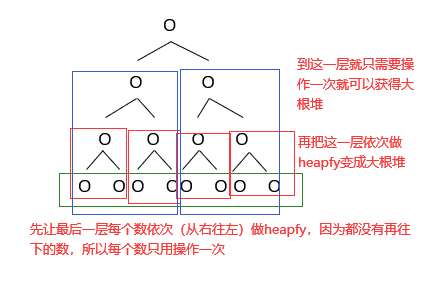 到这一层就只需要操
作一次就可以获得大
根堆
再把这一层依次做
heapfy变成大根堆
先让最后一层每个数依次（从右往左）做heapfy，因为都没有再往
下的数，所以每个数只用操作一次